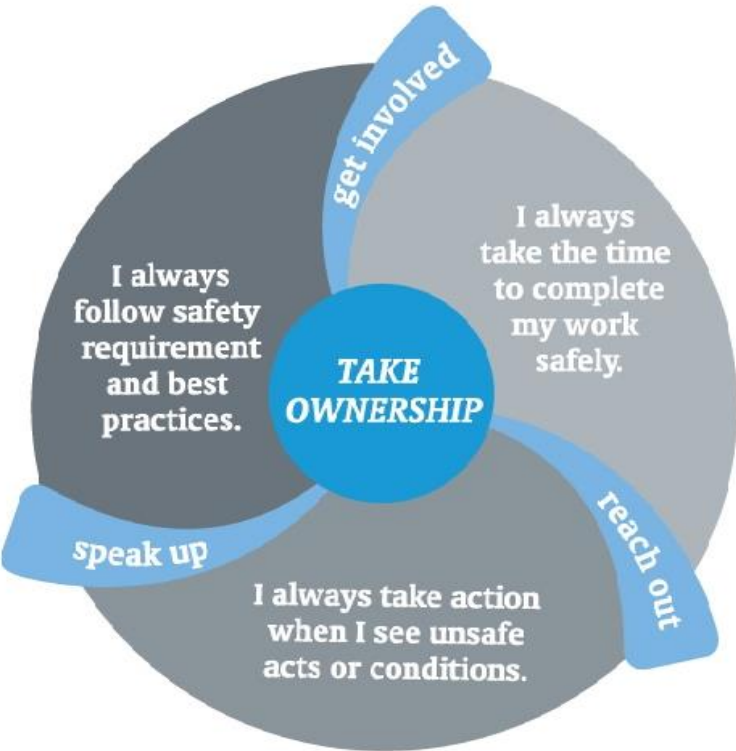 get involved
I always
take the time
to complete
my work
safely.
I always
follow safety
requirement
and best
practices.
TAKE
OWNERSHIP
reach out
speak up
I always take action
when I see unsafe
acts or conditions.